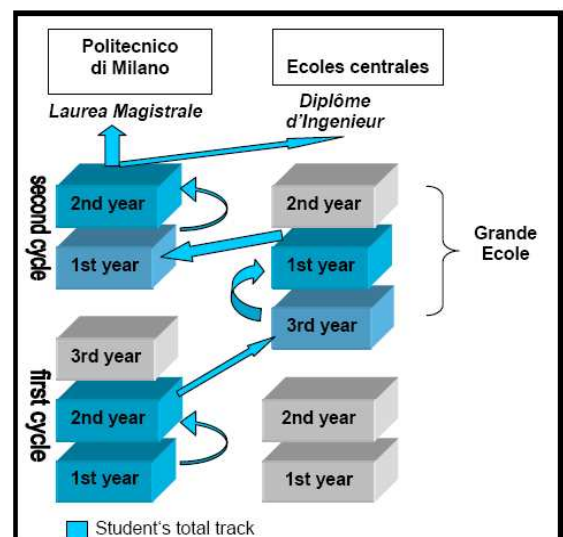 Politecnico
di Milano
Ecoles centrales
Laurea Magistrale
Diplôme
d'Ingenieur
second cycle
2nd year
1st year
2nd year
1st year
3rd year
Grande
Ecole
first cycle
3rd year
2nd year
1st year
2nd year
1st year
Student's total track